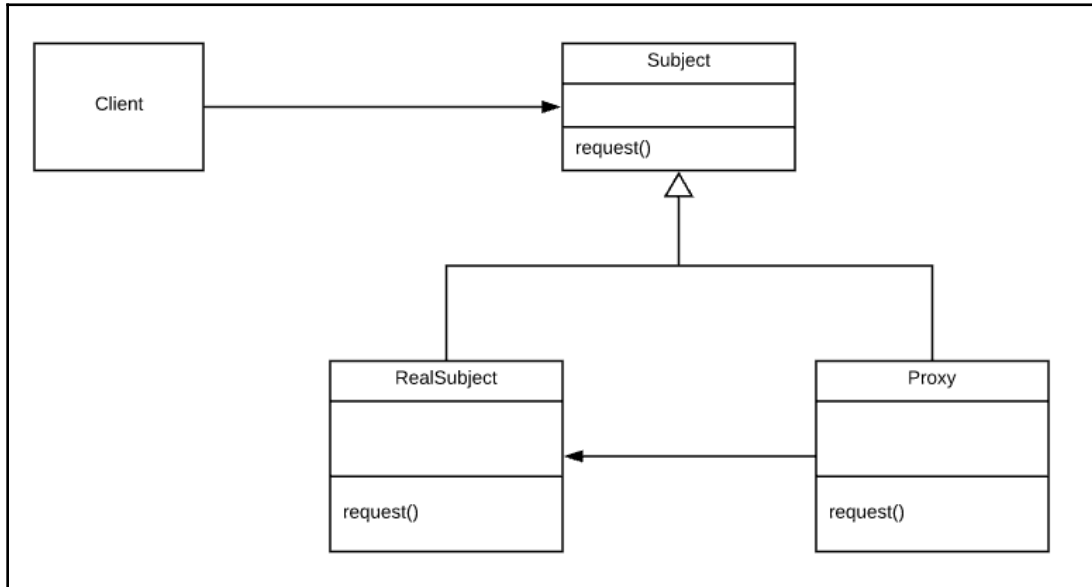 Client
Subject
request()
RealSubject
Proxy
request()
request()